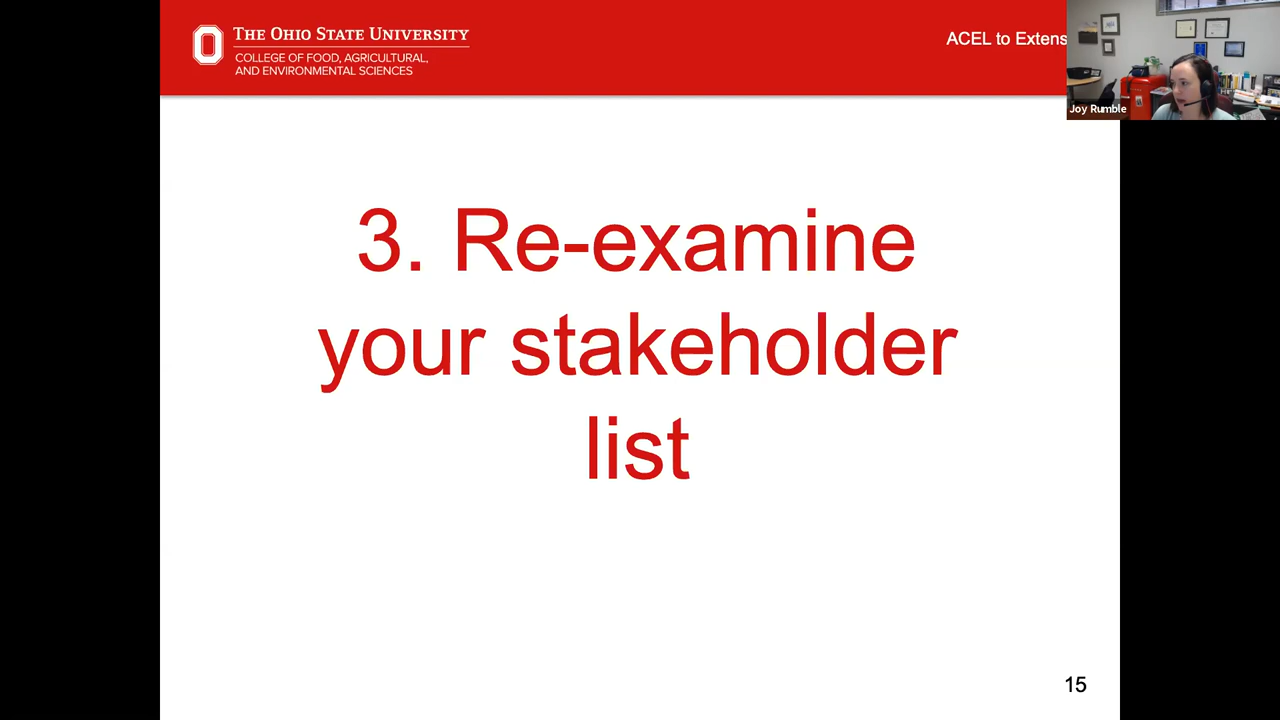 THE OHIO STATE UNIVERSITY
COLLEGE OF FOOD, AGRICULTURAL,
AND ENVIRONMENTAL SCIENCES
ACEL to Extens
Joy Rumble
3. Re-examine
your stakeholder
list
15